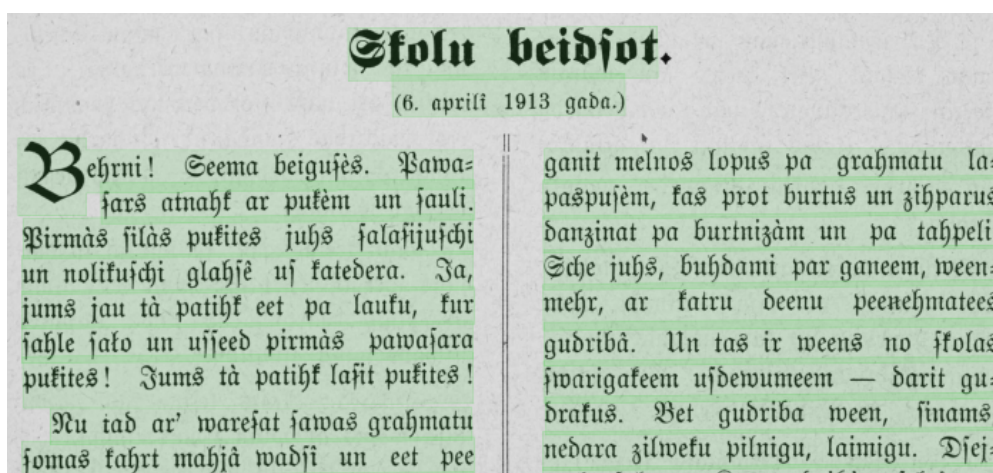 Skolu beidſot.
(6. aprilî 1913 gada.)
Behrni! Seema beiguſès. Pawa-
ſars atnahk ar pukèm un ſauli.
Pirmàs ſilàs pukites juhs ſalaſijuſchi
un nolikuſchi glahſê uſ katedera. Ja,
jums jau tà patihk eet pa lauku, kur
ſahle ſako un uſſeed pirmàs pawaſara
pukites! Jums tà patihk laſit pukites!
Nu tad ar' wareſat ſawas grahmatu
ſomas kahrt mahjâ wadſî un eet pee
ganit melnos lopus pa grahmatu la-
paspuſèm, kas prot burtus un zihparus
danzinat pa burtnizàm un pa tahpeli
Sche juhs, buhdami par ganeem, ween-
mehr, ar katru deenu peenehmatees
gudribâ. Un tas ir weens no ſkolas
ſwarigakeem uſdewumeem — darit gu-
drakus. Bet gudriba ween, ſinams
nedara zilweku pilnigu, laimigu. Dſej-